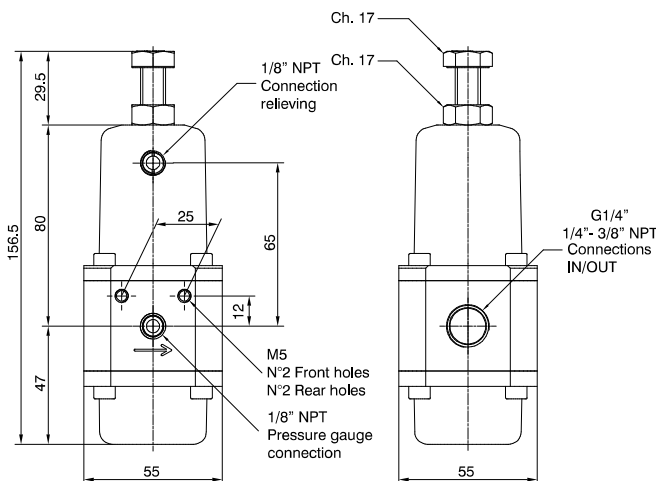 Ch. 17
Ch. 17
1/8” NPT
Connection
relieving
29.5
80
156.5
47
25
65
12
M5
N°2 Front holes
N°2 Rear holes
1/8” NPT
Pressure gauge
connection
55
G1/4”
1/4”- 3/8” NPT
Connections
IN/OUT
55